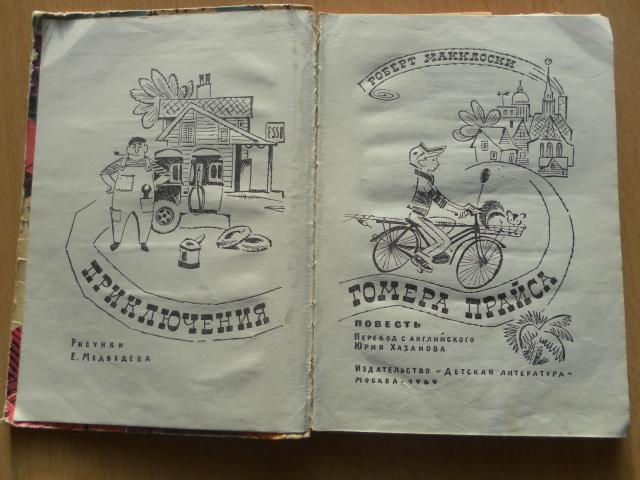 ESSO
ПРИКЛЮЧЕНИЯ
РИСУНКИ
Е. МЕДВЕДЕВА
РОБЕРТ МАККЛОСКИ
ГОМЕРА ПРАЙСА
ПОВЕСТЬ
ПЕРЕВОД С АНГЛИЙСКОГО
ЮРИЯ ХАЗАНОВА
ИЗДАТЕЛЬСТВО «ДЕТСКАЯ ЛИТЕРАТУРА»
МОСКВА · 1969